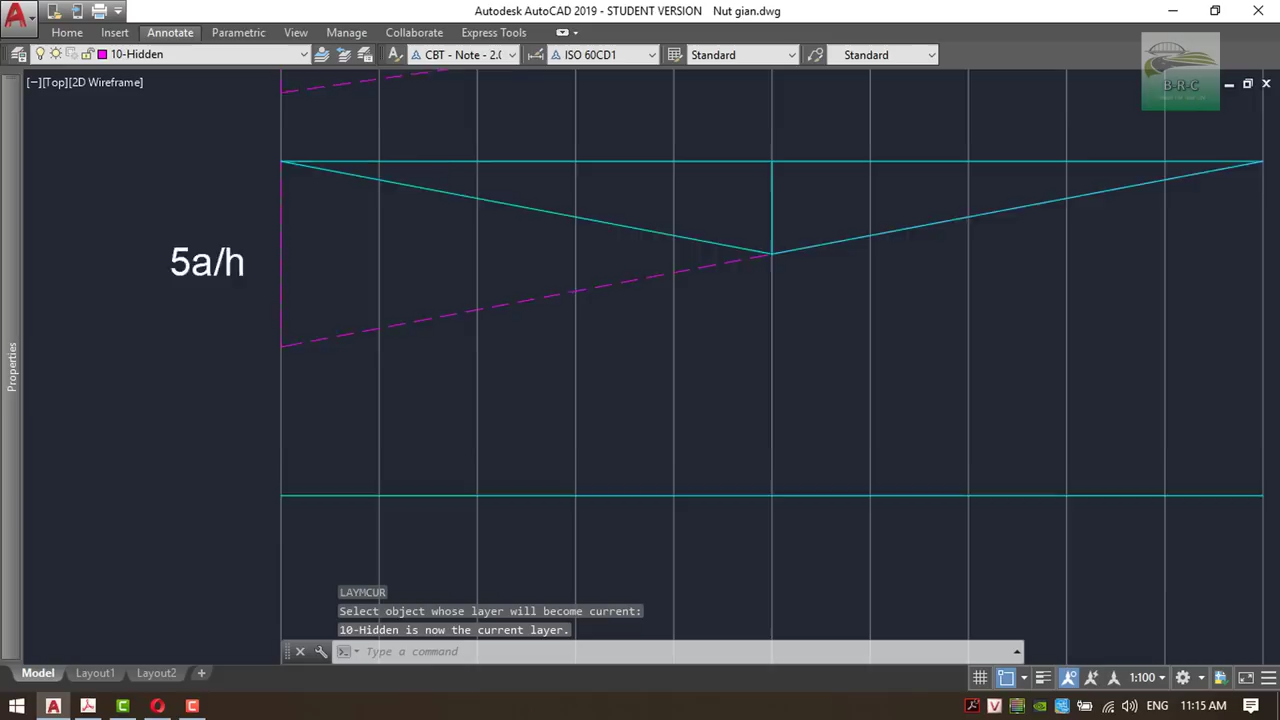 Autodesk AutoCAD 2019 - STUDENT VERSION Nut gian.dwg
Home Insert Annotate Parametric View Manage Collaborate Express Tools
10-Hidden CBT - Note - 2.0 ISO 60CD1 Standard Standard
[−][Top][2D Wireframe]
B-R-C
5a/h
Properties
LAYMCUR
Select object whose layer will become current:
10-Hidden is now the current layer.
Type a command
Model Layout1 Layout2 +
1:100
ENG 11:15 AM